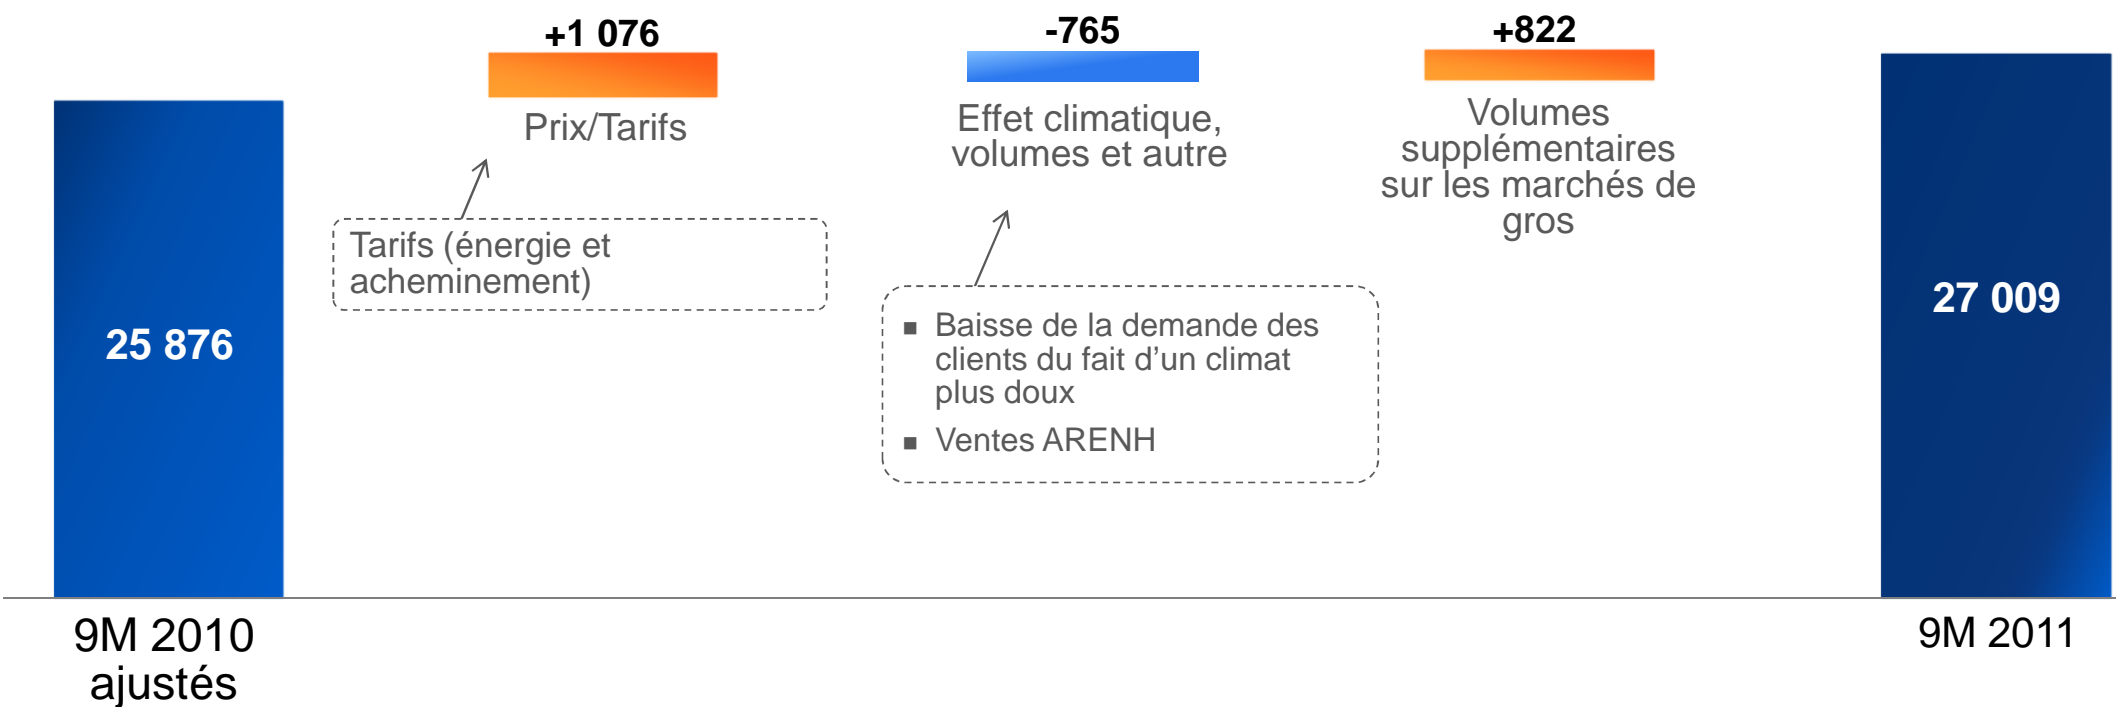 +1 076
-765
+822
Prix/Tarifs
Effet climatique,
volumes et autre
Volumes
supplémentaires
sur les marchés de
gros
Tarifs (énergie et
acheminement)
■ Baisse de la demande des
clients du fait d’un climat
plus doux
■ Ventes ARENH
25 876
27 009
9M 2010
ajustés
9M 2011